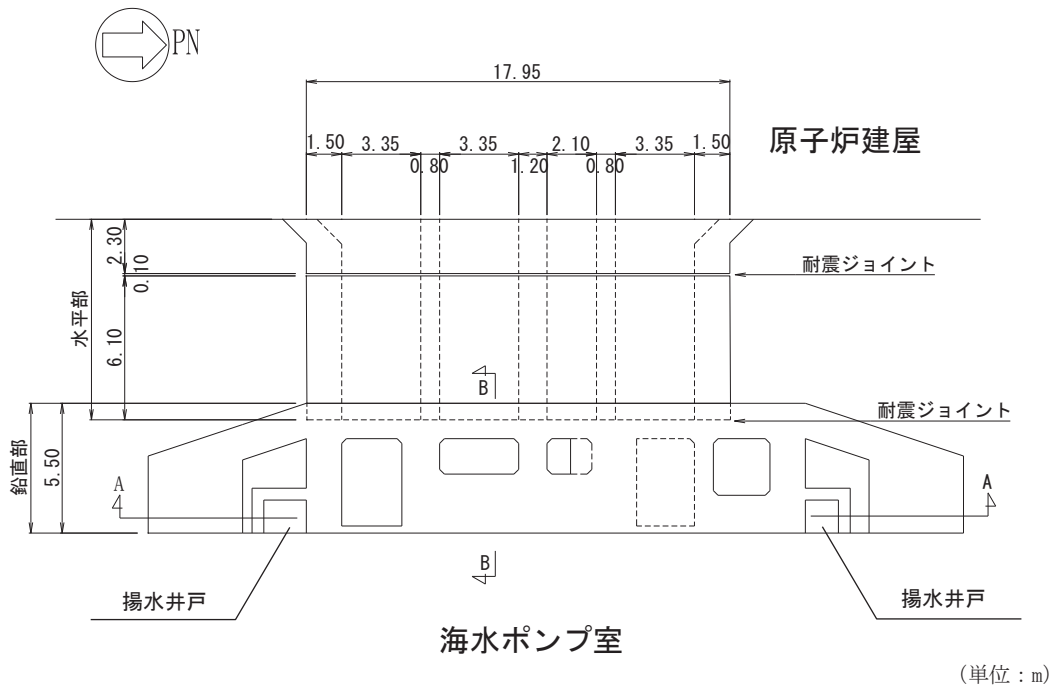 PN
17.95
原子炉建屋
1.50
3.35
0.80
3.35
1.20
2.10
0.80
3.35
1.50
2.30
0.10
6.10
水平部
耐震ジョイント
B
耐震ジョイント
鉛直部
5.50
A
A
B
揚水井戸
揚水井戸
海水ポンプ室
(単位:m)